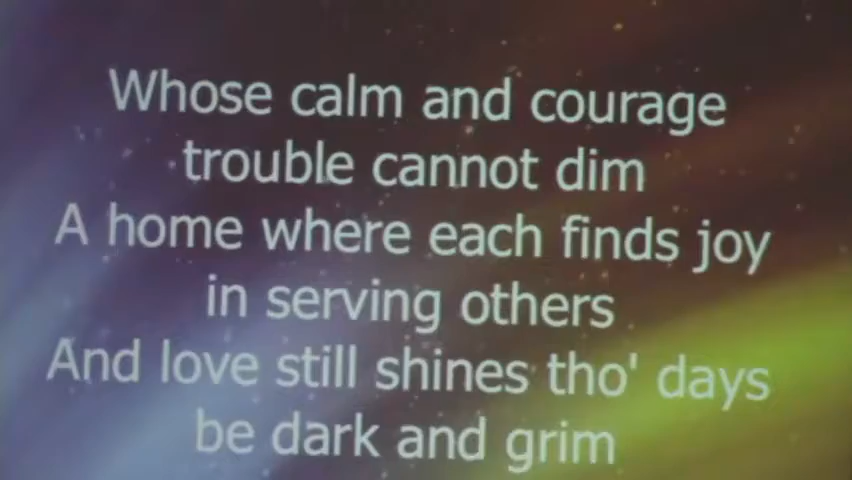 Whose calm and courage
trouble cannot dim
A home where each finds joy
in serving others
And love still shines tho' days
be dark and grim